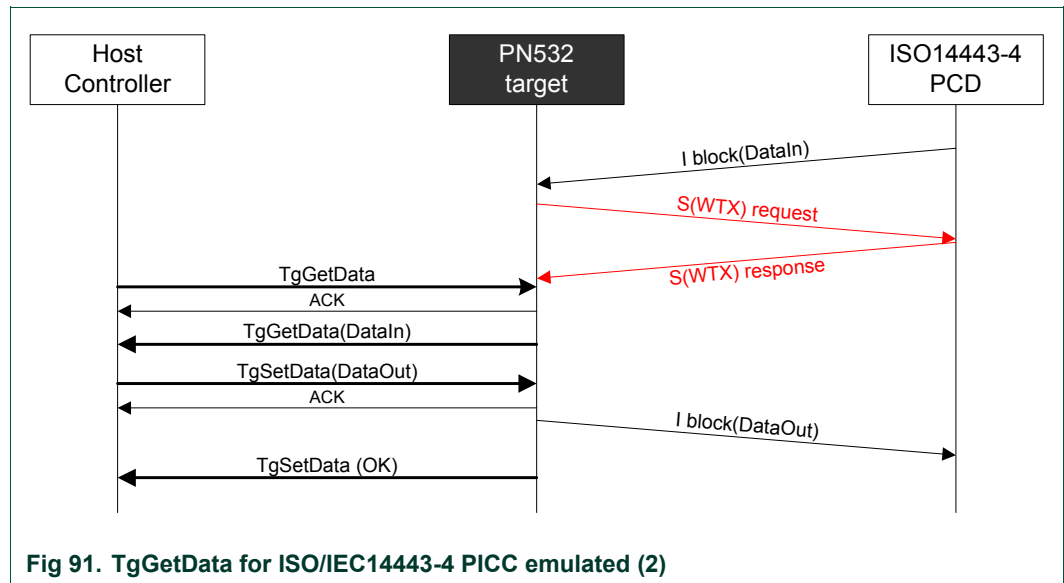 Host
Controller
PN532
target
ISO14443-4
PCD
I block(DataIn)
S(WTX) request
S(WTX) response
TgGetData
ACK
TgGetData(DataIn)
TgSetData(DataOut)
ACK
I block(DataOut)
TgSetData (OK)
Fig 91. TgGetData for ISO/IEC14443-4 PICC emulated (2)